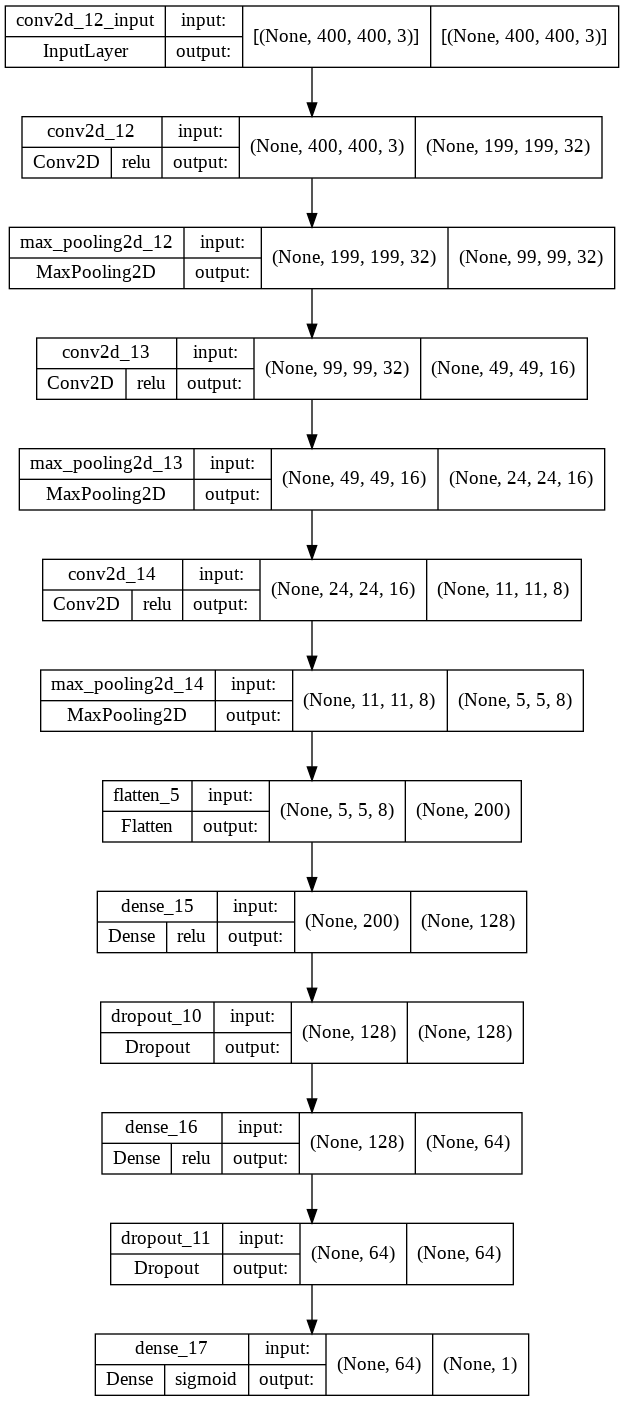 conv2d_12_input input: [(None, 400, 400, 3)] [(None, 400, 400, 3)]
InputLayer output:
conv2d_12 input: (None, 400, 400, 3) (None, 199, 199, 32)
Conv2D relu output:
max_pooling2d_12 input: (None, 199, 199, 32) (None, 99, 99, 32)
MaxPooling2D output:
conv2d_13 input: (None, 99, 99, 32) (None, 49, 49, 16)
Conv2D relu output:
max_pooling2d_13 input: (None, 49, 49, 16) (None, 24, 24, 16)
MaxPooling2D output:
conv2d_14 input: (None, 24, 24, 16) (None, 11, 11, 8)
Conv2D relu output:
max_pooling2d_14 input: (None, 11, 11, 8) (None, 5, 5, 8)
MaxPooling2D output:
flatten_5 input: (None, 5, 5, 8) (None, 200)
Flatten output:
dense_15 input: (None, 200) (None, 128)
Dense relu output:
dropout_10 input: (None, 128) (None, 128)
Dropout output:
dense_16 input: (None, 128) (None, 64)
Dense relu output:
dropout_11 input: (None, 64) (None, 64)
Dropout output:
dense_17 input: (None, 64) (None, 1)
Dense sigmoid output: